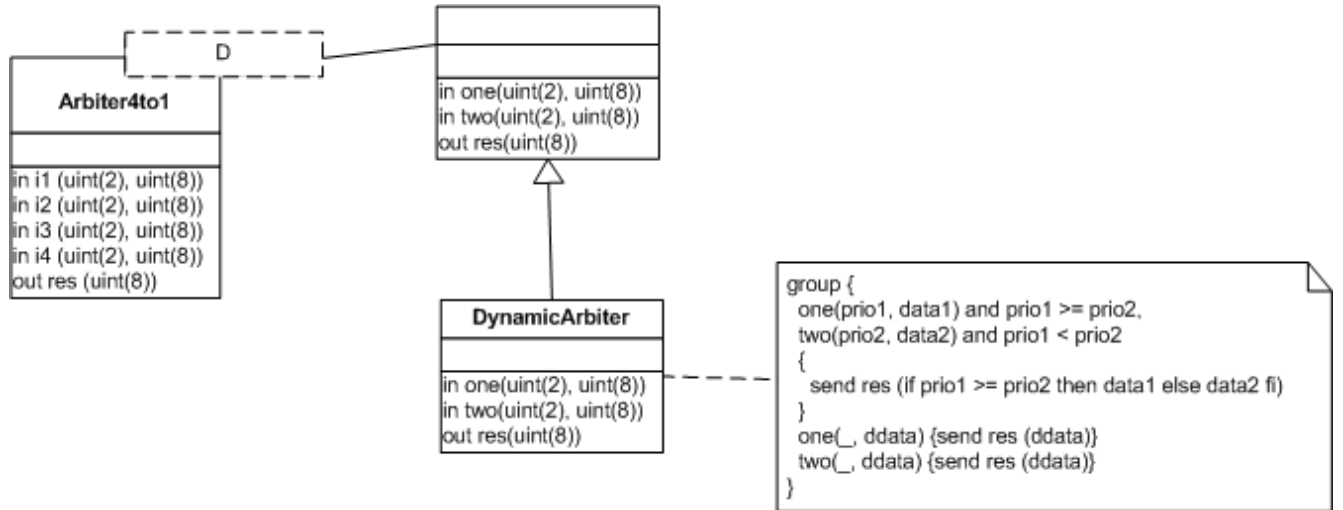 D
Arbiter4to1
in i1 (uint(2), uint(8))
in i2 (uint(2), uint(8))
in i3 (uint(2), uint(8))
in i4 (uint(2), uint(8))
out res (uint(8))
in one(uint(2), uint(8))
in two(uint(2), uint(8))
out res(uint(8))
DynamicArbiter
in one(uint(2), uint(8))
in two(uint(2), uint(8))
out res(uint(8))
group {
one(prio1, data1) and prio1 >= prio2,
two(prio2, data2) and prio1 < prio2
{
send res (if prio1 >= prio2 then data1 else data2 fi)
}
one(_, ddata) {send res (ddata)}
two(_, ddata) {send res (ddata)}
}